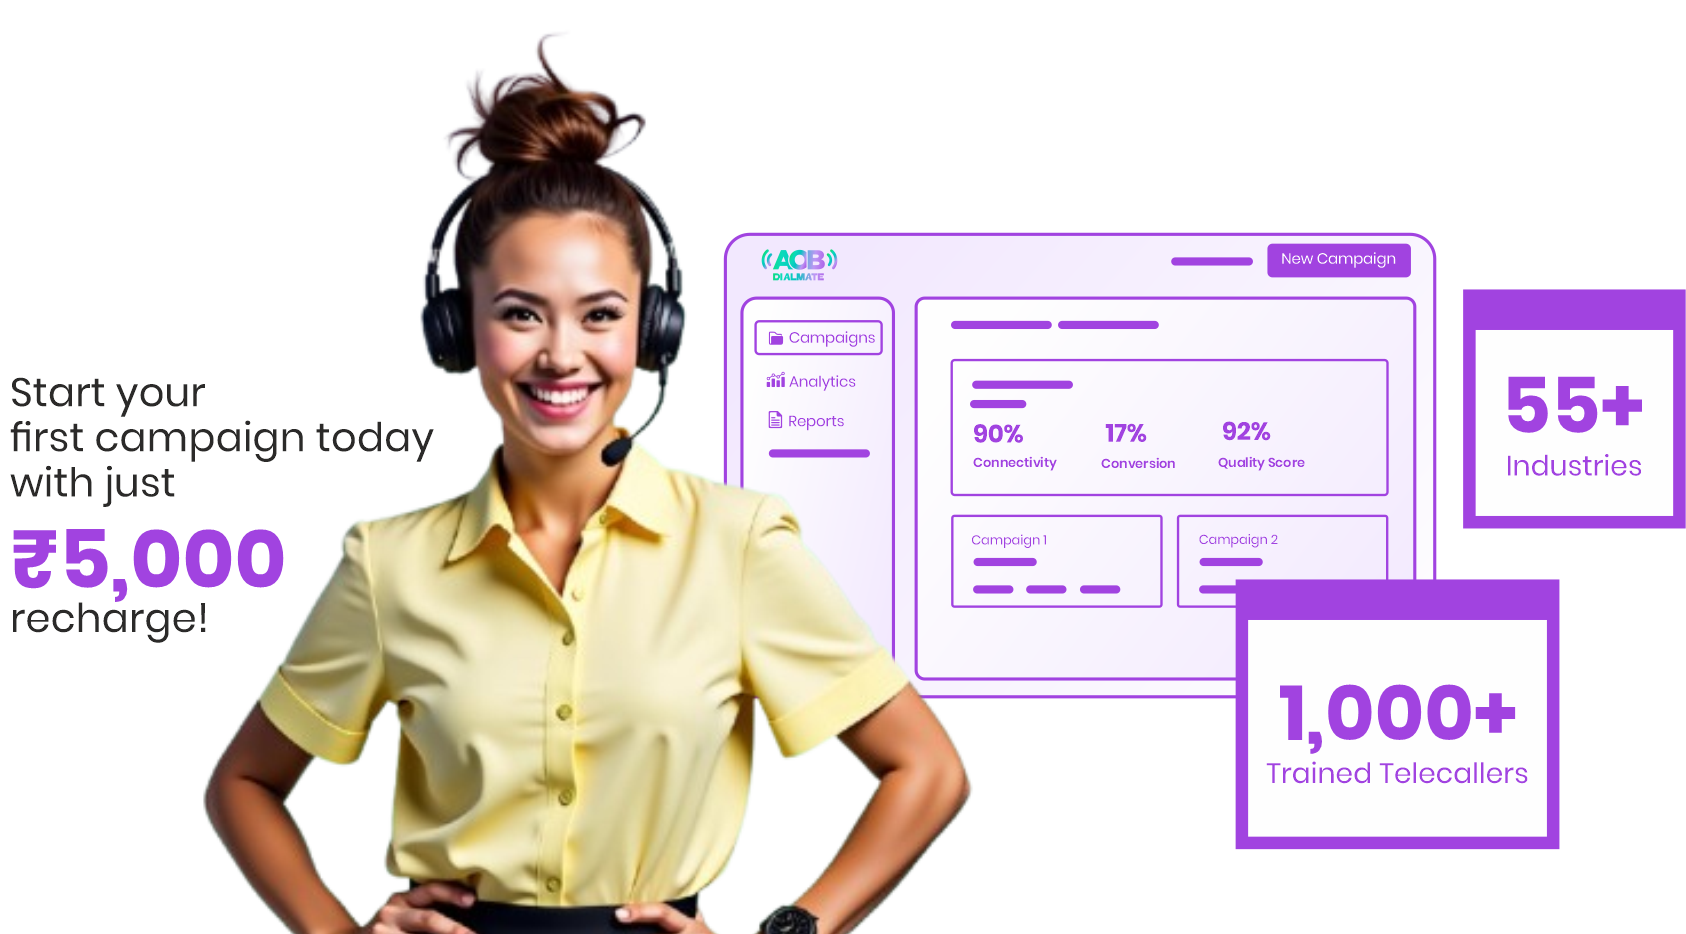 Start your
first campaign today
with just
₹5,000
recharge!
AOB
DIALMATE
New Campaign
Campaigns
Analytics
Reports
90%
Connectivity
17%
Conversion
92%
Quality Score
Campaign 1
Campaign 2
55+
Industries
1,000+
Trained Telecallers